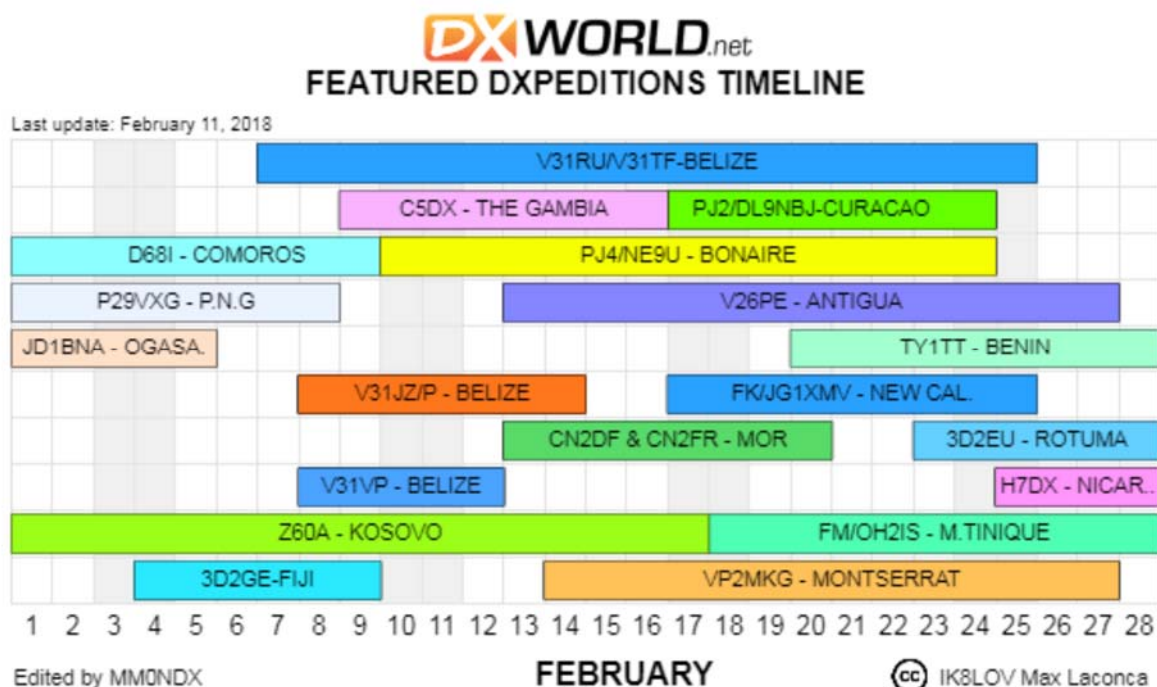 DX WORLD.net
FEATURED DXPEDITIONS TIMELINE
Last update: February 11, 2018
V31RU/V31TF-BELIZE
C5DX - THE GAMBIA PJ2/DL9NBJ-CURACAO
D68I - COMOROS PJ4/NE9U - BONAIRE
P29VXG - P.N.G V26PE - ANTIGUA
JD1BNA - OGASA. TY1TT - BENIN
V31JZ/P - BELIZE FK/JG1XMV - NEW CAL.
CN2DF & CN2FR - MOR 3D2EU - ROTUMA
V31VP - BELIZE H7DX - NICAR..
Z60A - KOSOVO FM/OH2IS - M.TINIQUE
3D2GE-FIJI VP2MKG - MONTSERRAT
1 2 3 4 5 6 7 8 9 10 11 12 13 14 15 16 17 18 19 20 21 22 23 24 25 26 27 28
Edited by MM0NDX FEBRUARY cc IK8LOV Max Laconca